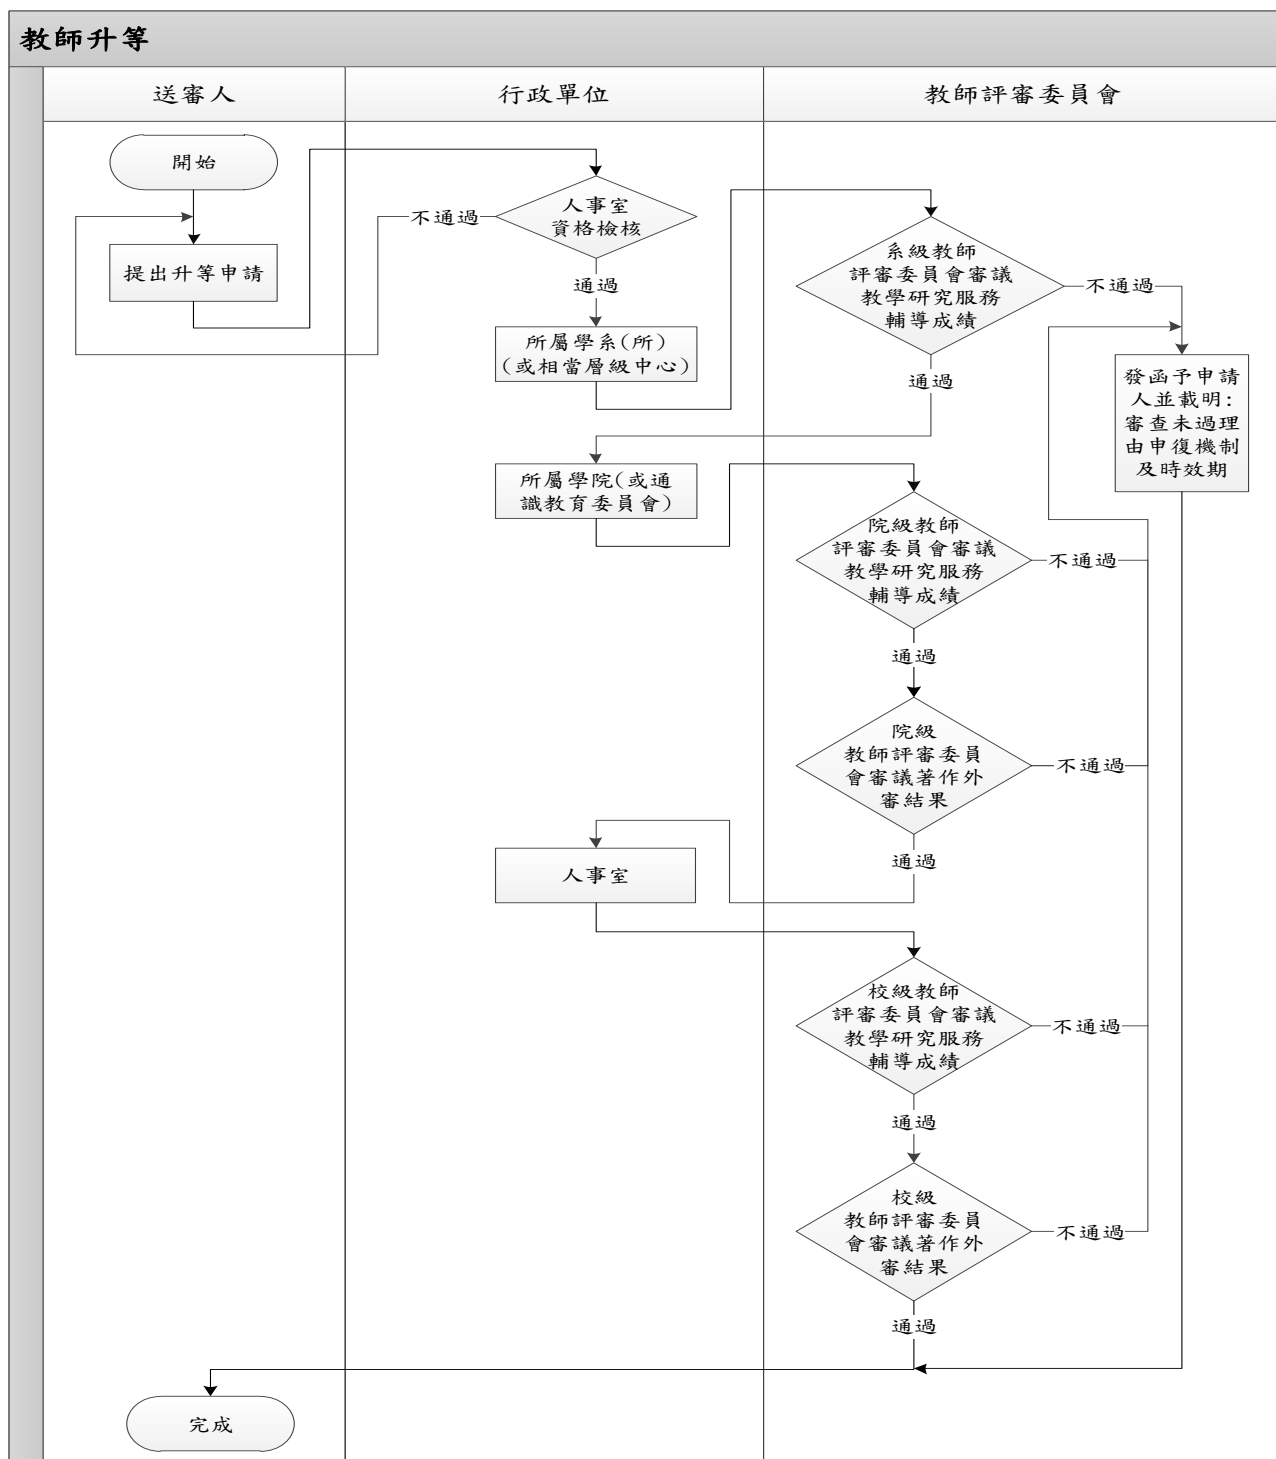 教師升等
送審人
行政單位
教師評審委員會
開始
提出升等申請
人事室
資格檢核
不通過
通過
所屬學系(所)
(或相當層級中心)
系級教師
評審委員會審議
教學研究服務
輔導成績
不通過
通過
發函予申請
人並載明:
審查未過理
由申復機制
及時效期
所屬學院(或通
識教育委員會)
院級教師
評審委員會審議
教學研究服務
輔導成績
不通過
通過
院級
教師評審委員
會審議著作外
審結果
不通過
通過
人事室
校級教師
評審委員會審議
教學研究服務
輔導成績
不通過
通過
校級
教師評審委員
會審議著作外
審結果
不通過
通過
完成